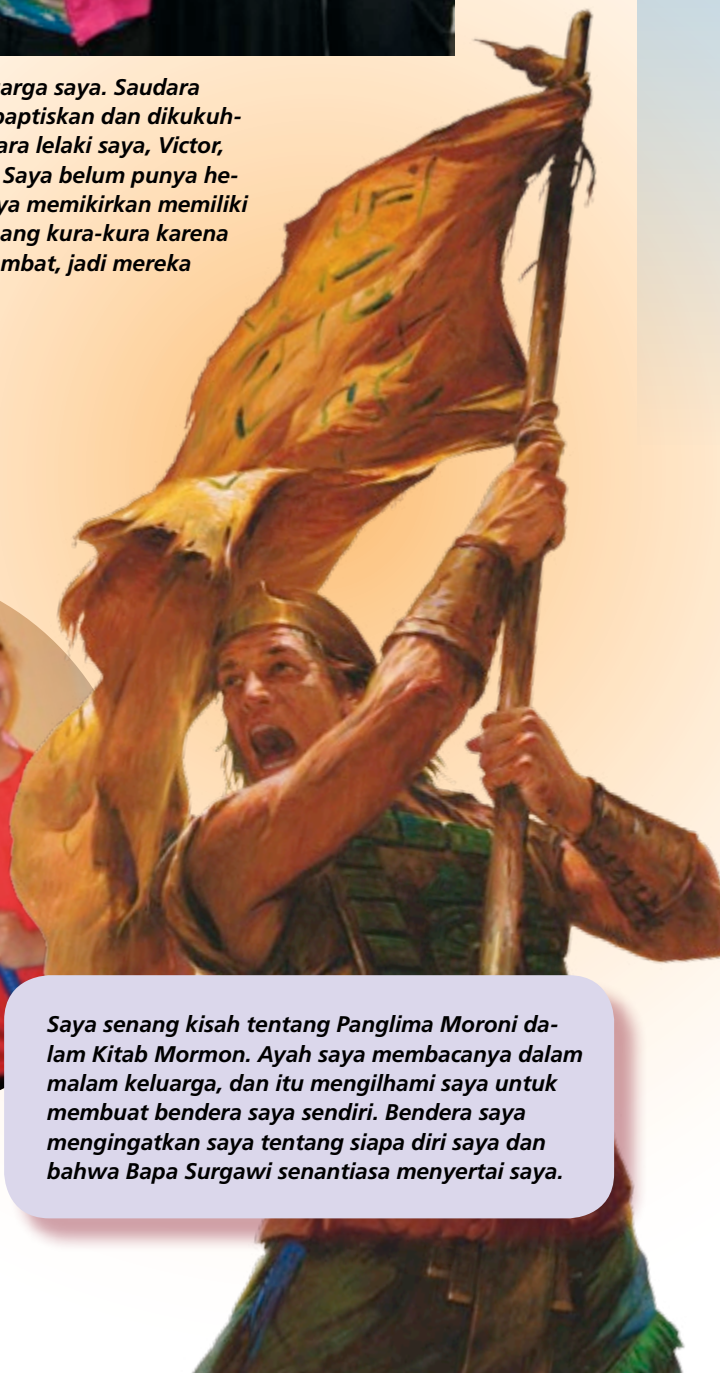 arga saya. Saudara
baptiskan dan dikukuh-
ara lelaki saya, Victor,
Saya belum punya he-
ya memikirkan memiliki
ang kura-kura karena
mbat, jadi mereka
Saya senang kisah tentang Panglima Moroni da-
lam Kitab Mormon. Ayah saya membacanya dalam
malam keluarga, dan itu mengilhami saya untuk
membuat bendera saya sendiri. Bendera saya
mengingatkan saya tentang siapa diri saya dan
bahwa Bapa Surgawi senantiasa menyertai saya.